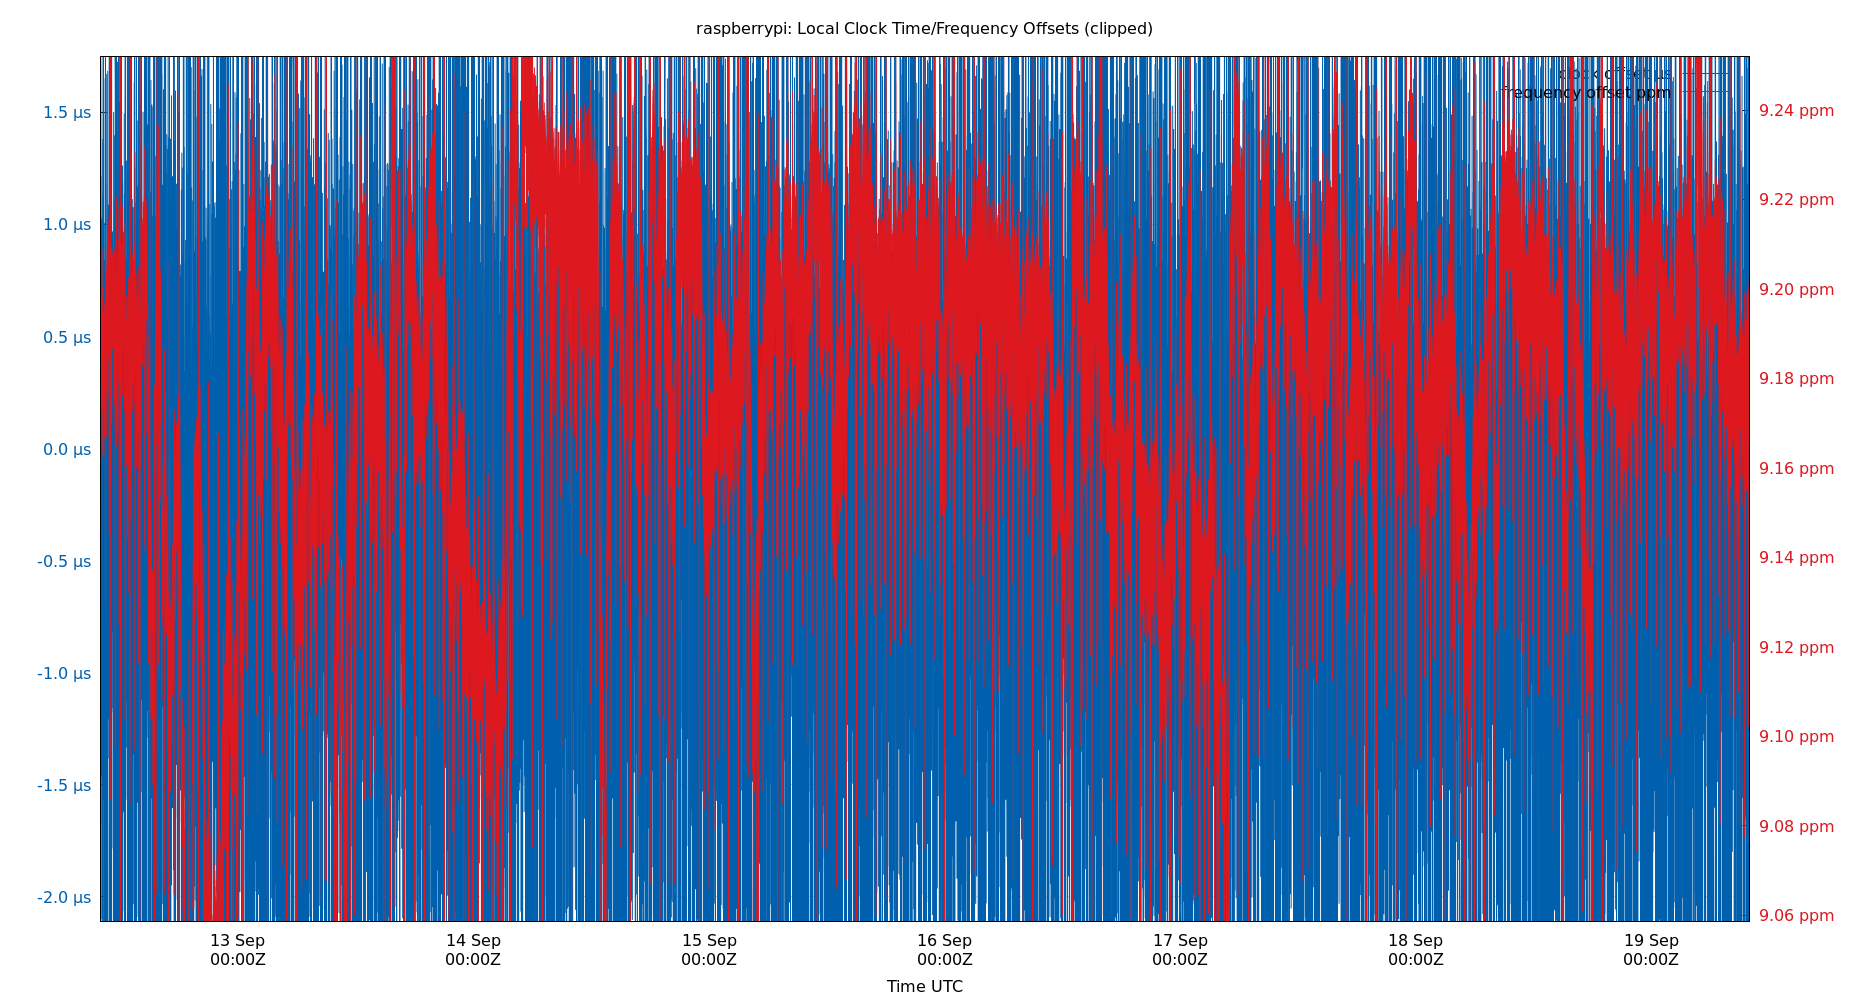 raspberrypi: Local Clock Time/Frequency Offsets (clipped)
clock offset µs
frequency offset ppm
1.5 µs
1.0 µs
0.5 µs
0.0 µs
-0.5 µs
-1.0 µs
-1.5 µs
-2.0 µs
9.24 ppm
9.22 ppm
9.20 ppm
9.18 ppm
9.16 ppm
9.14 ppm
9.12 ppm
9.10 ppm
9.08 ppm
9.06 ppm
13 Sep 14 Sep 15 Sep 16 Sep 17 Sep 18 Sep 19 Sep
00:00Z 00:00Z 00:00Z 00:00Z 00:00Z 00:00Z 00:00Z
Time UTC